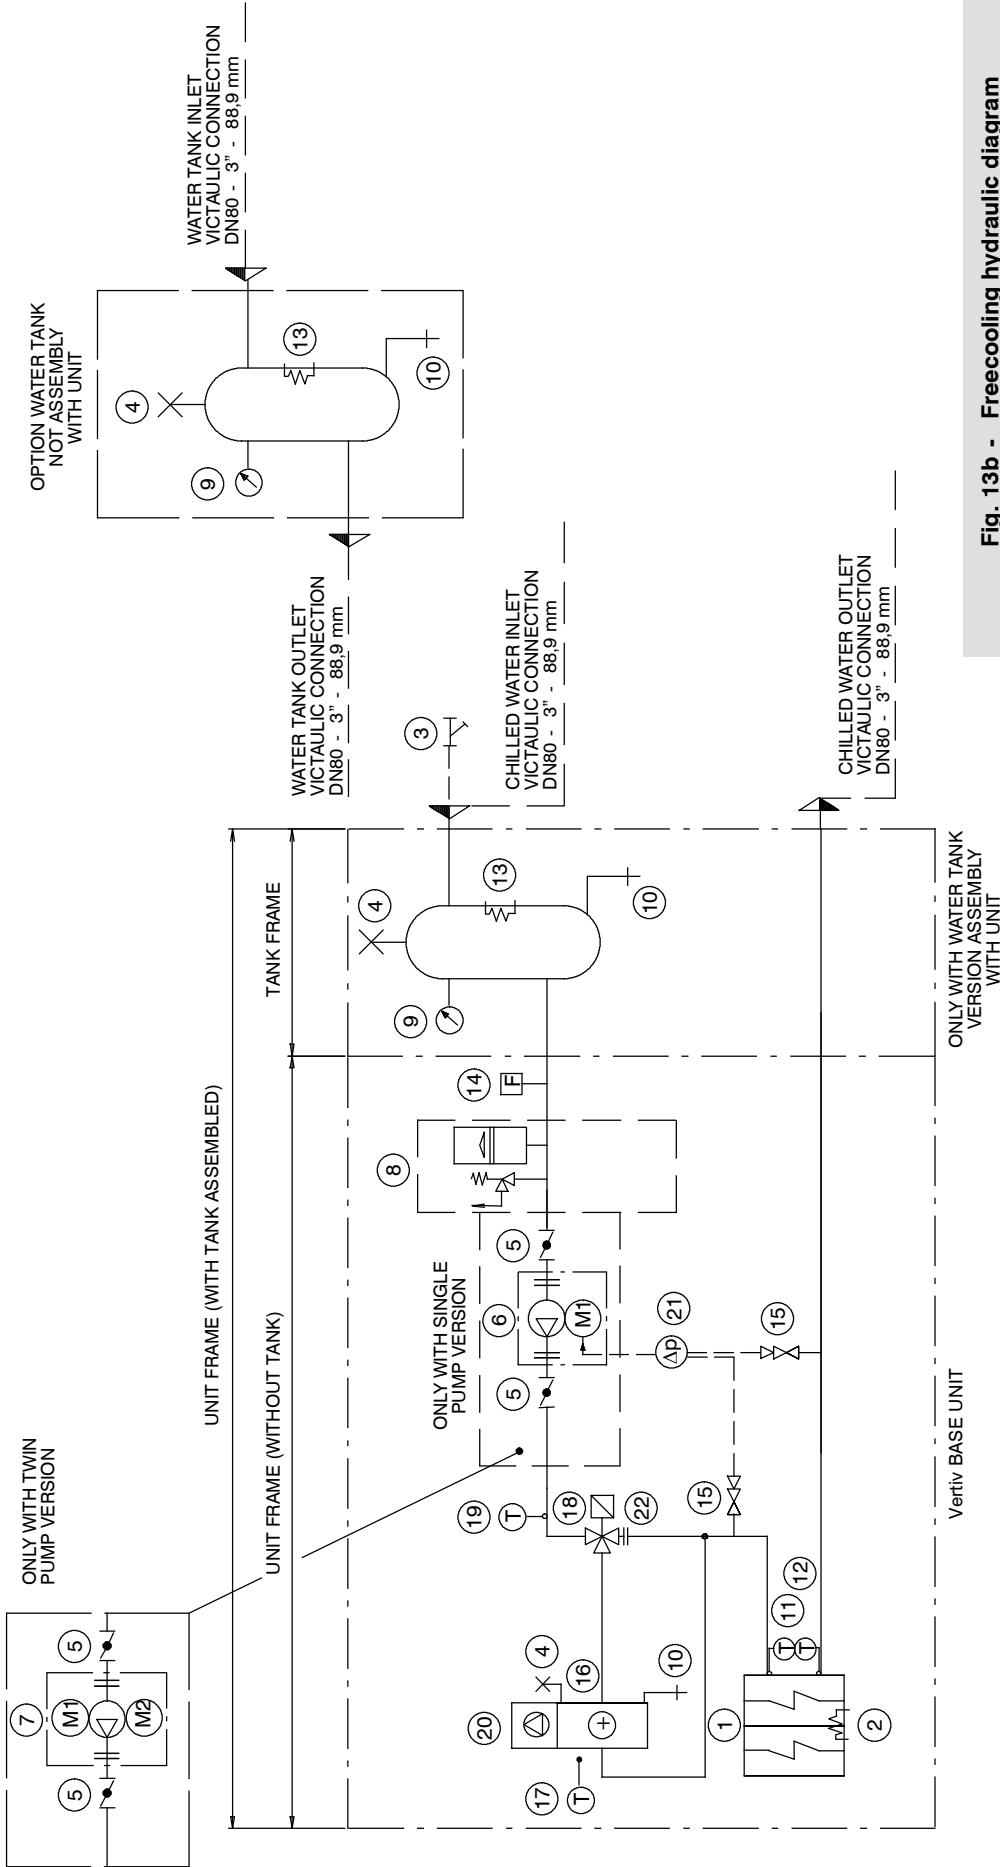 ONLY WITH TWIN
PUMP VERSION
7
M1
M2
5
5
UNIT FRAME (WITH TANK ASSEMBLED)
UNIT FRAME (WITHOUT TANK)
TANK FRAME
OPTION WATER TANK
NOT ASSEMBLY
WITH UNIT
4
9
13
10
WATER TANK INLET
VICTAULIC CONNECTION
DN80 - 3” - 88,9 mm
WATER TANK OUTLET
VICTAULIC CONNECTION
DN80 - 3” - 88,9 mm
3
CHILLED WATER INLET
VICTAULIC CONNECTION
DN80 - 3” - 88,9 mm
CHILLED WATER OUTLET
VICTAULIC CONNECTION
DN80 - 3” - 88,9 mm
4
9
13
10
14
F
8
ONLY WITH SINGLE
PUMP VERSION
5
6
M1
5
21
Δp
15
15
19
T
18
22
4
16
10
20
17
T
11
12
T
T
1
2
Vertiv BASE UNIT
ONLY WITH WATER TANK
VERSION ASSEMBLY
WITH UNIT
Fig. 13b - Freecooling hydraulic diagram